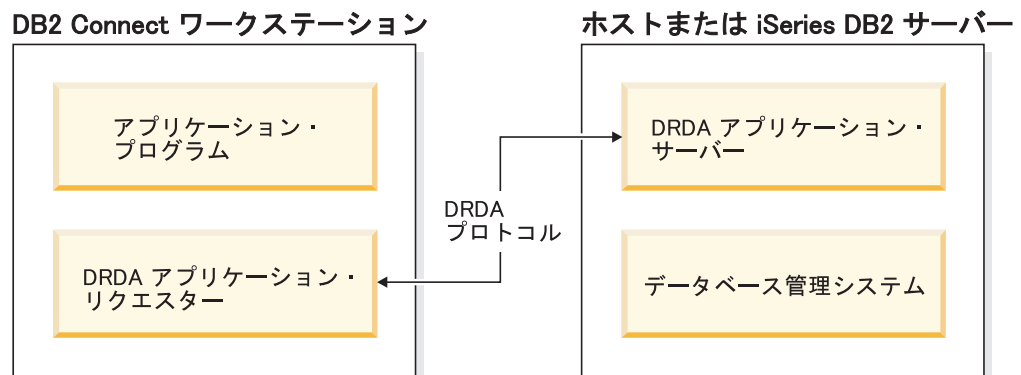 DB2 Connect ワークステーション
アプリケーション・
プログラム
DRDA アプリケーション・
リクエスター
DRDA
プロトコル
ホストまたは iSeries DB2 サーバー
DRDA アプリケーション・
サーバー
データベース管理システム